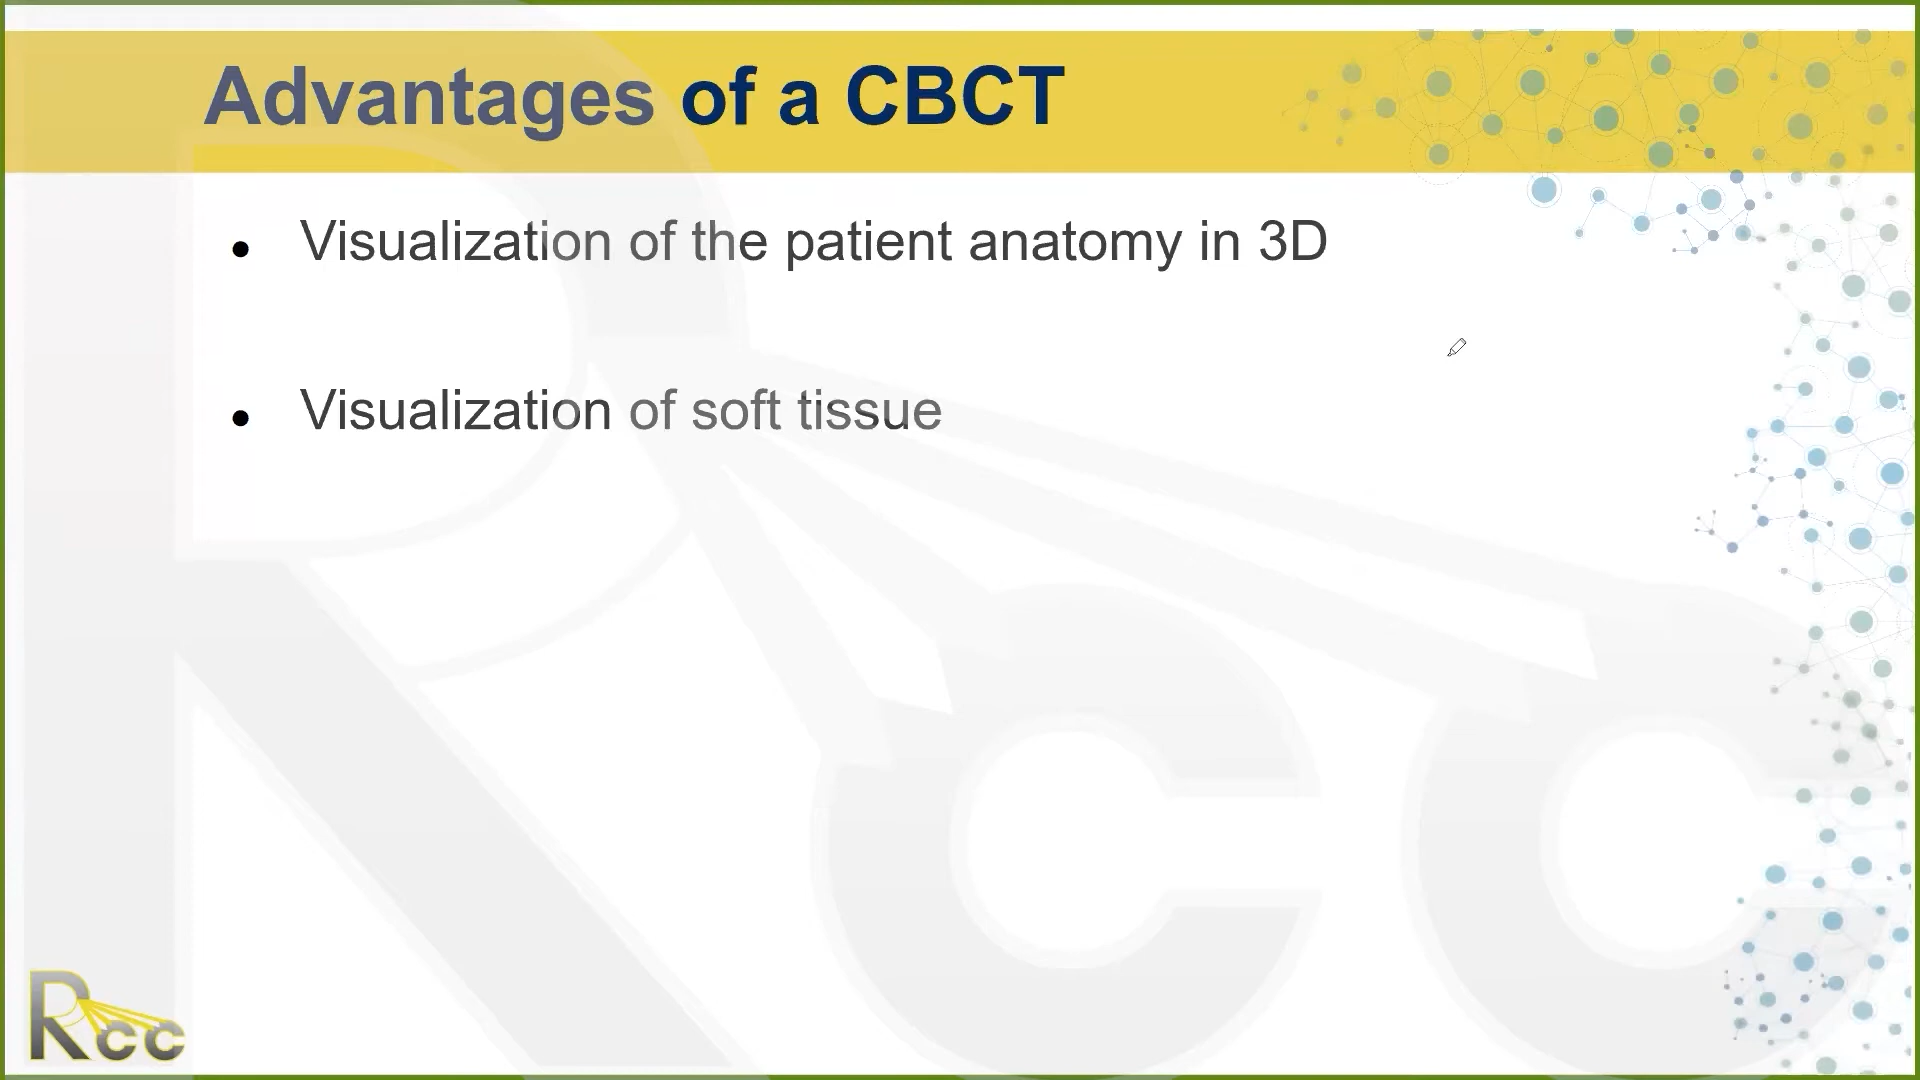 Advantages of a CBCT
• Visualization of the patient anatomy in 3D
• Visualization of soft tissue
Rcc